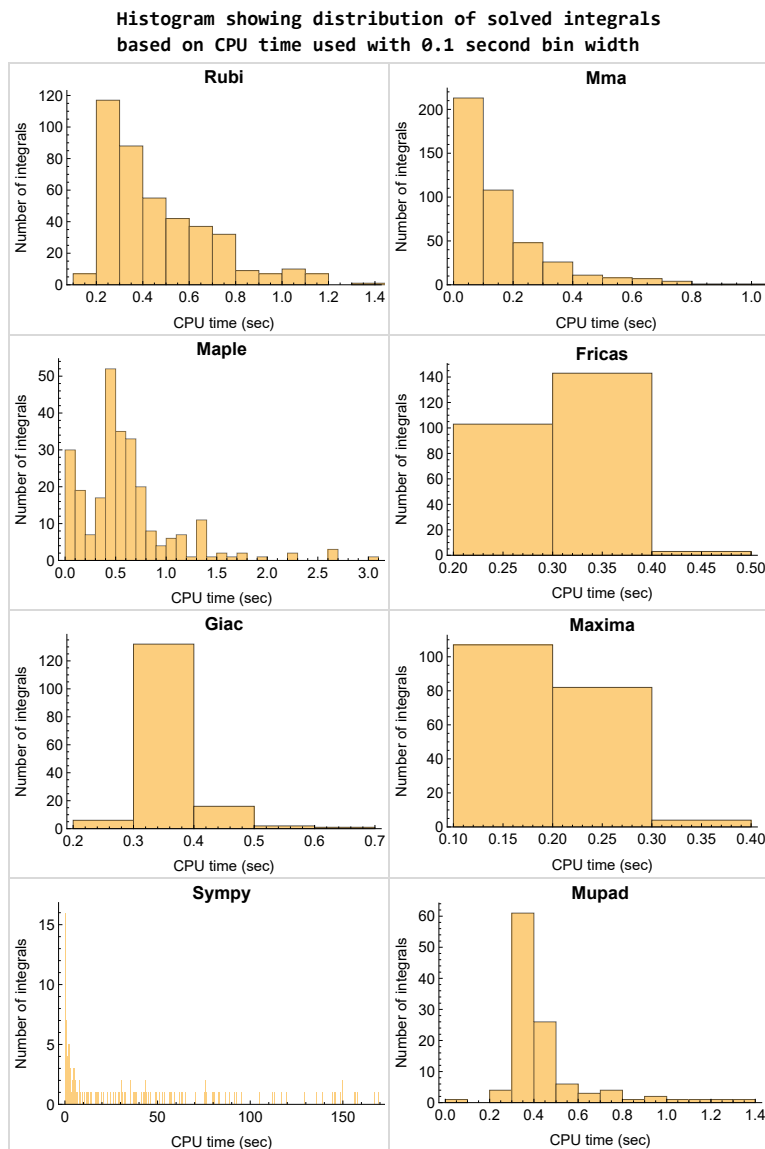 Histogram showing distribution of solved integrals
based on CPU time used with 0.1 second bin width
Rubi
Number of integrals
0 20 40 60 80 100 120
0.2 0.4 0.6 0.8 1.0 1.2 1.4
CPU time (sec)
Mma
Number of integrals
0 50 100 150 200
0.0 0.2 0.4 0.6 0.8 1.0
CPU time (sec)
Maple
Number of integrals
0 10 20 30 40 50
0.0 0.5 1.0 1.5 2.0 2.5 3.0
CPU time (sec)
Fricas
Number of integrals
0 20 40 60 80 100 120 140
0.20 0.25 0.30 0.35 0.40 0.45 0.50
CPU time (sec)
Giac
Number of integrals
0 20 40 60 80 100 120
0.2 0.3 0.4 0.5 0.6 0.7
CPU time (sec)
Maxima
Number of integrals
0 20 40 60 80 100
0.10 0.15 0.20 0.25 0.30 0.35 0.40
CPU time (sec)
Sympy
Number of integrals
0 5 10 15
0 50 100 150
CPU time (sec)
Mupad
Number of integrals
0 10 20 30 40 50 60
0.0 0.2 0.4 0.6 0.8 1.0 1.2 1.4
CPU time (sec)